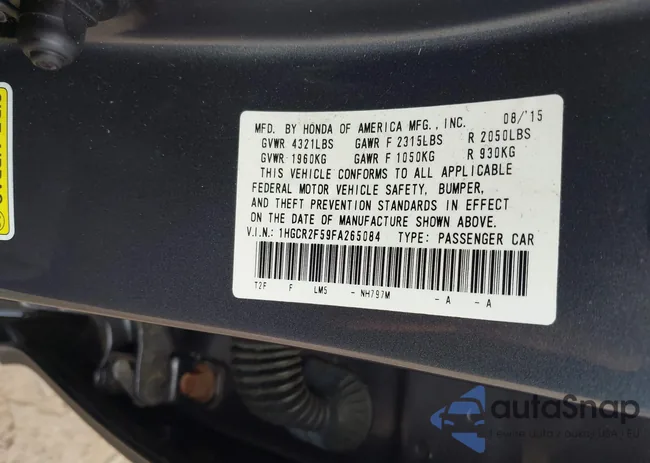 MFD. BY HONDA OF AMERICA MFG., INC. 08/'15
GVWR 4321LBS GAWR F 2315LBS R 2050LBS
GVWR 1960KG GAWR F 1050KG R 930KG
THIS VEHICLE CONFORMS TO ALL APPLICABLE
FEDERAL MOTOR VEHICLE SAFETY, BUMPER,
AND THEFT PREVENTION STANDARDS IN EFFECT
ON THE DATE OF MANUFACTURE SHOWN ABOVE.
V.I.N.: 1HGCR2F59FA265084 TYPE: PASSENGER CAR
T2F F LM5 - NH797M - A - A
autoSnap